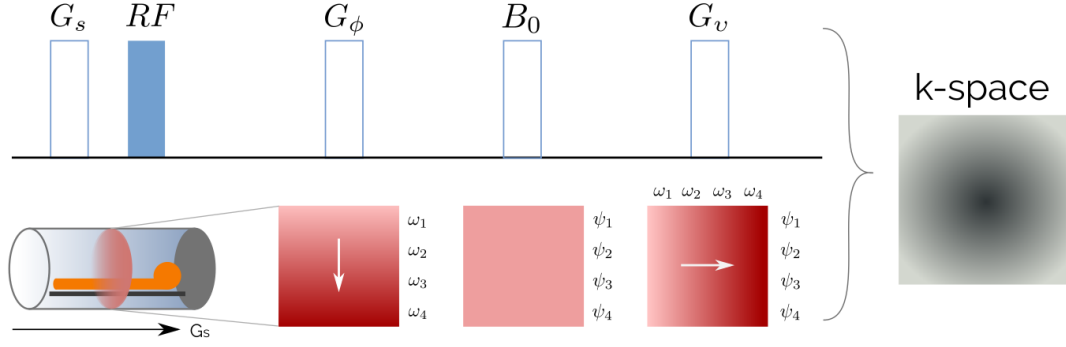 G_s RF G_ϕ B_0 G_υ
k-space
ω_1 ω_2 ω_3 ω_4
ω_1 ψ_1 ψ_1
ω_2 ψ_2 ψ_2
ω_3 ψ_3 ψ_3
ω_4 ψ_4 ψ_4
Gs